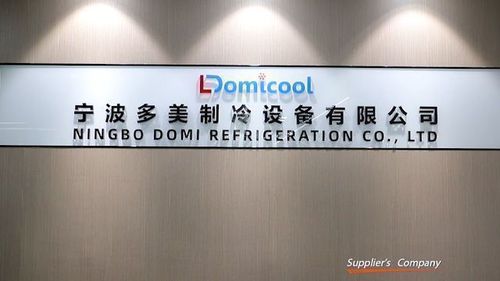 Domicool
宁波多美制冷设备有限公司
NINGBO DOMI REFRIGERATION CO., LTD
Supplier's Company